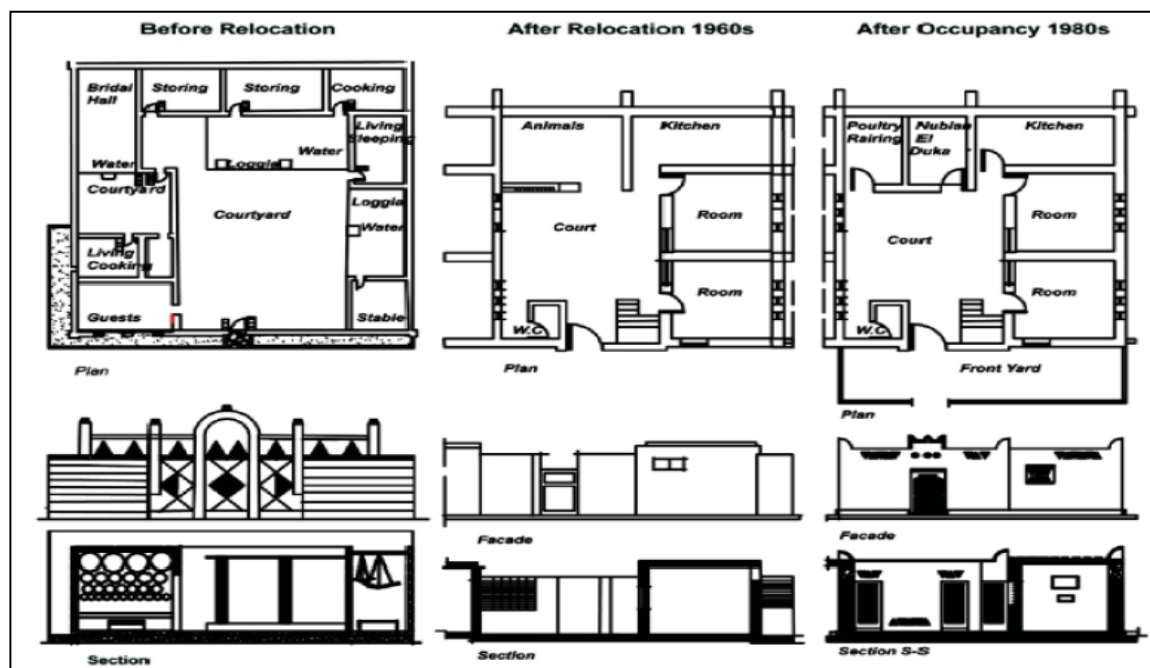 Before Relocation
After Relocation 1960s
After Occupancy 1980s
Bridal
Hall
Storing
Storing
Cooking
Living
Sleeping
Water
Loggia
Water
Courtyard
Courtyard
Loggia
Water
Living
Cooking
Guests
Stable
Plan
Section
Animals
Kitchen
Court
Room
Room
W.C
Plan
Facade
Section
Poultry
Rairing
Nubian
El
Duka
Kitchen
Court
Room
Room
W.C
Front Yard
Plan
Facade
Section S-S